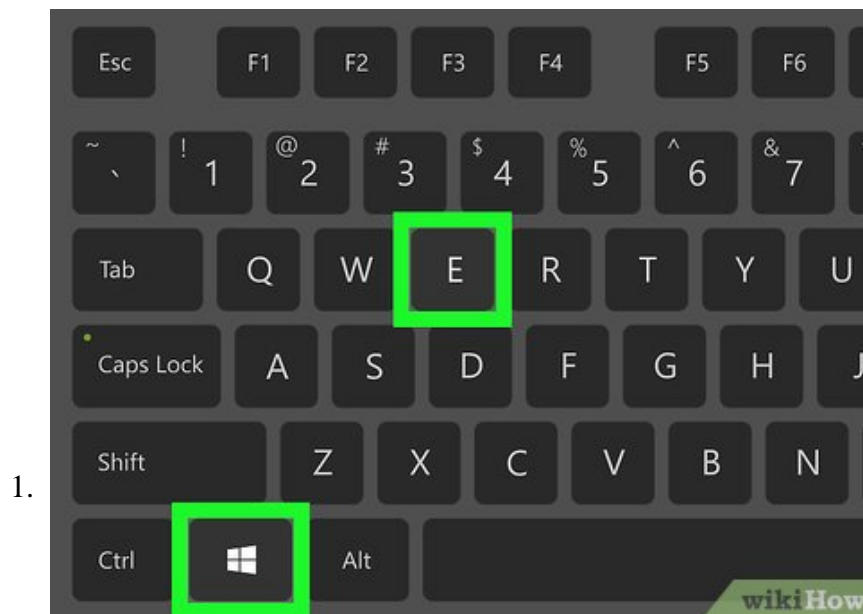 Esc F1 F2 F3 F4 F5 F6
~ ` ! 1 @ 2 # 3 $ 4 % 5 ^ 6 & 7
Tab Q W E R T Y U
Caps Lock A S D F G H J
Shift Z X C V B N
1.
Ctrl Alt
wikiHow